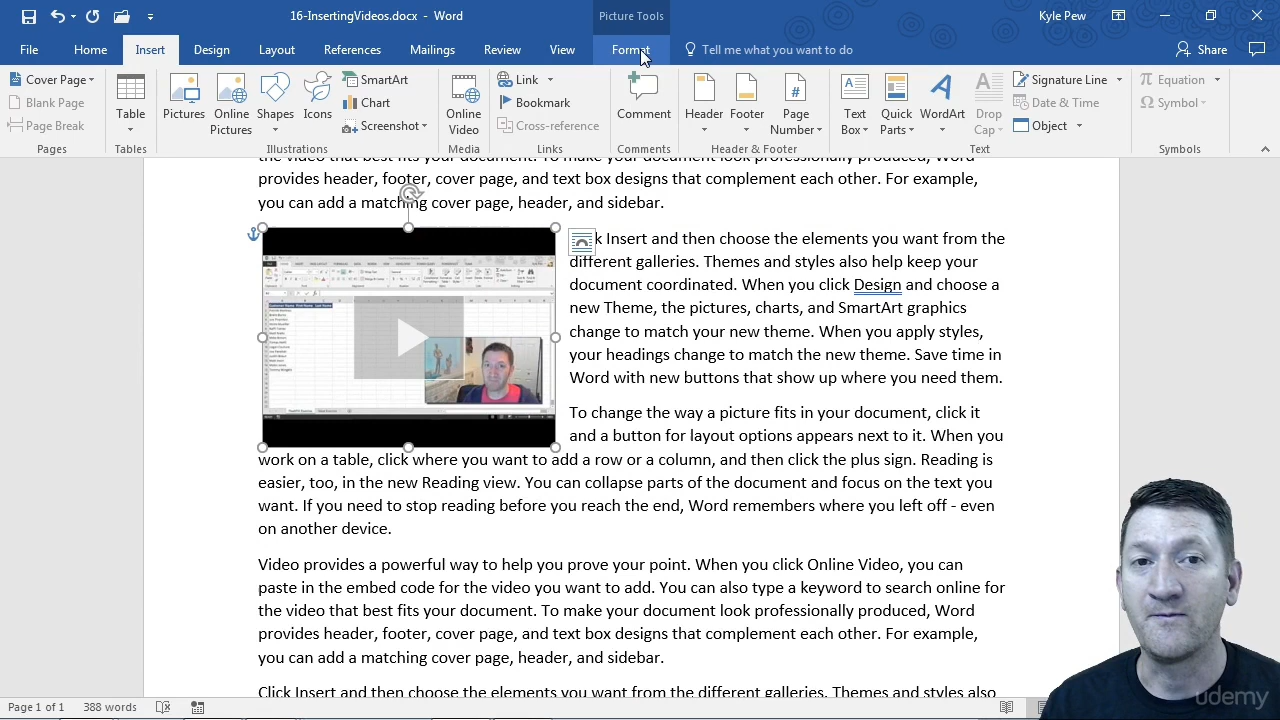 16-InsertingVideos.docx - Word
Picture Tools
Kyle Pew
File Home Insert Design Layout References Mailings Review View Format Tell me what you want to do Share
Cover Page
Blank Page
Page Break
Pages
Table
Tables
Pictures
Online Pictures
Shapes
Icons
SmartArt
Chart
Screenshot
Illustrations
Online Video
Media
Link
Bookmark
Cross-reference
Links
Comment
Comments
Header
Footer
Page Number
Header & Footer
Text Box
Quick Parts
WordArt
Drop Cap
Signature Line
Date & Time
Object
Text
Equation
Symbol
Symbols
the video that best fits your document. To make your document look professionally produced, Word
provides header, footer, cover page, and text box designs that complement each other. For example,
you can add a matching cover page, header, and sidebar.
Insert and then choose the elements you want from the
different galleries. Themes and styles also help keep your
document coordinated. When you click Design and choose a
new Theme, the pictures, charts, and SmartArt graphics
change to match your new theme. When you apply styles,
your headings change to match the new theme. Save time in
Word with new buttons that show up where you need them.
To change the way a picture fits in your document, click it
and a button for layout options appears next to it. When you
work on a table, click where you want to add a row or a column, and then click the plus sign. Reading is
easier, too, in the new Reading view. You can collapse parts of the document and focus on the text you
want. If you need to stop reading before you reach the end, Word remembers where you left off - even
on another device.
Video provides a powerful way to help you prove your point. When you click Online Video, you can
paste in the embed code for the video you want to add. You can also type a keyword to search online for
the video that best fits your document. To make your document look professionally produced, Word
provides header, footer, cover page, and text box designs that complement each other. For example,
you can add a matching cover page, header, and sidebar.
Click Insert and then choose the elements you want from the different galleries. Themes and styles also
Page 1 of 1 388 words
udemy